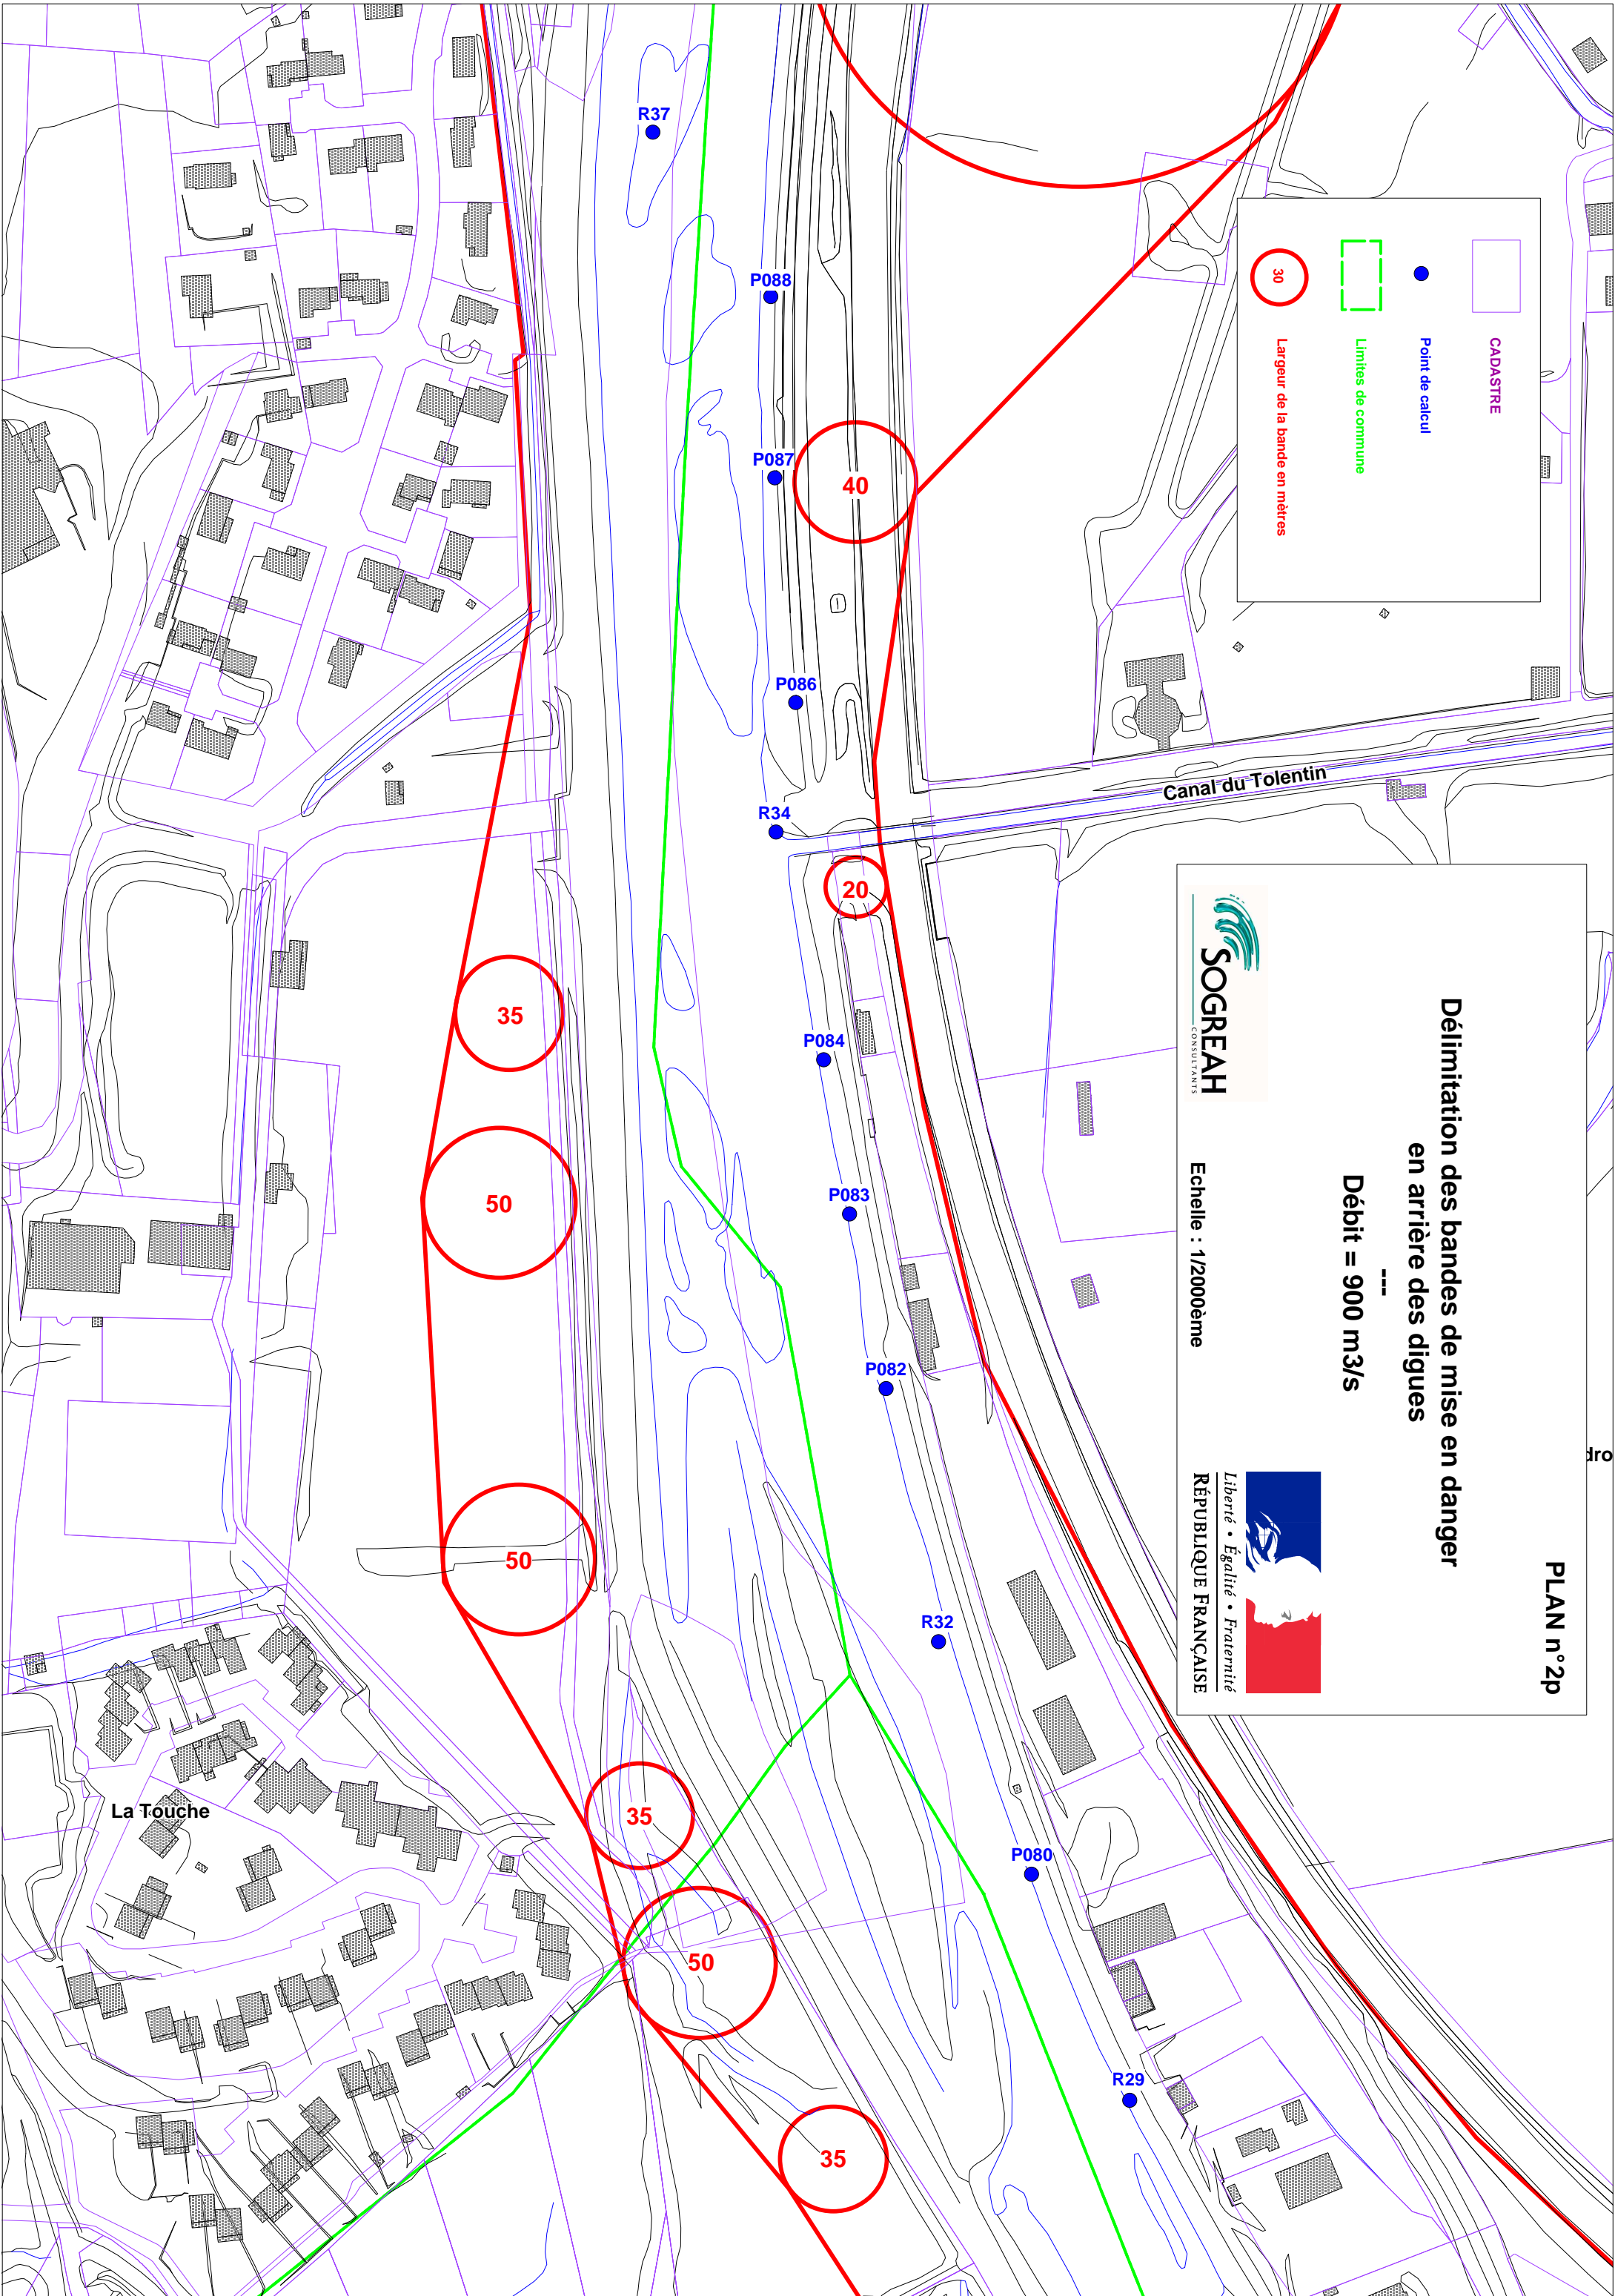 PLAN n°2p
Délimitation des bandes de mise en danger
en arrière des digues
---
Débit = 900 m3/s
SOGREAH
CONSULTANTS
Echelle : 1/2000ème
Liberté • Égalité • Fraternité
RÉPUBLIQUE FRANÇAISE
CADASTRE
Point de calcul
Limites de commune
30
Largeur de la bande en mètres
R37
P088
P087
40
P086
Canal du Tolentin
R34
20
35
P084
50
P083
P082
dro
50
R32
La Touche
35
P080
50
R29
35